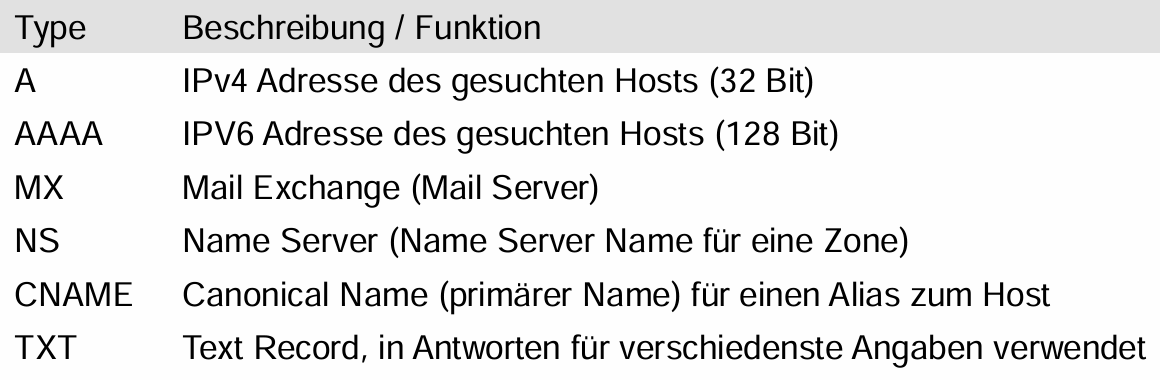 Type Beschreibung / Funktion
A IPv4 Adresse des gesuchten Hosts (32 Bit)
AAAA IPV6 Adresse des gesuchten Hosts (128 Bit)
MX Mail Exchange (Mail Server)
NS Name Server (Name Server Name für eine Zone)
CNAME Canonical Name (primärer Name) für einen Alias zum Host
TXT Text Record, in Antworten für verschiedenste Angaben verwendet